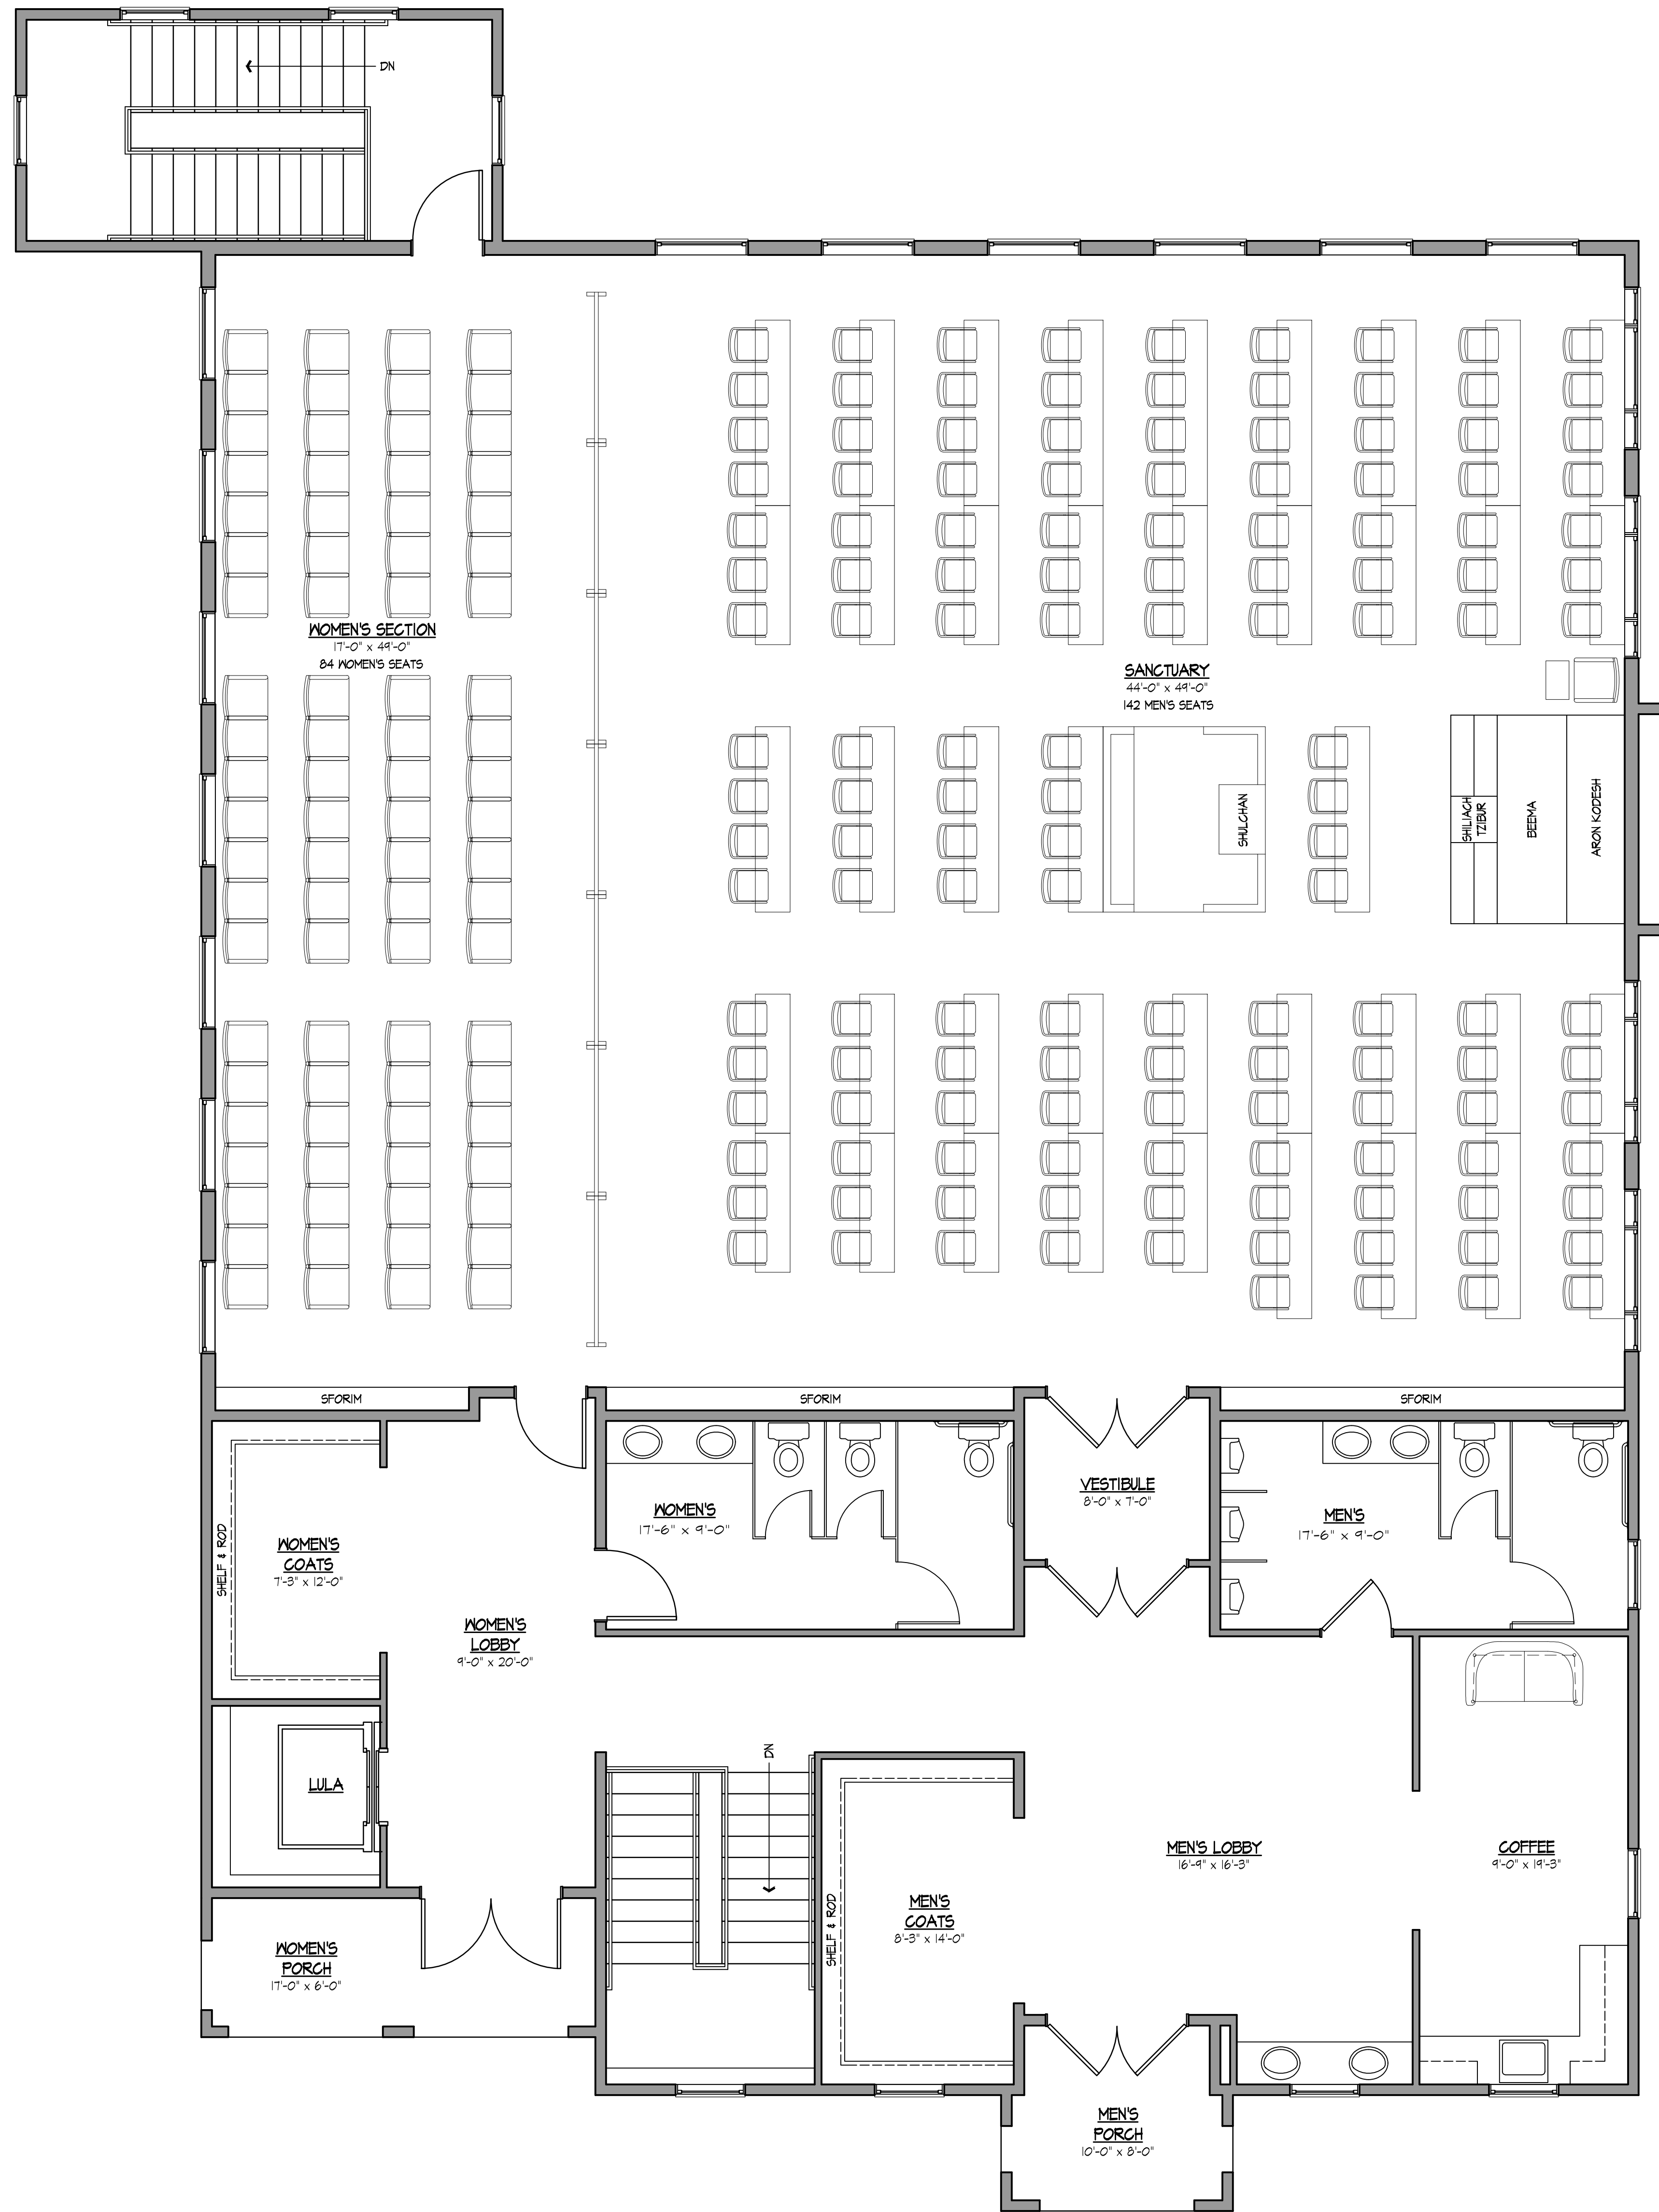 DN
WOMEN'S SECTION
17'-0" x 49'-0"
84 WOMEN'S SEATS
SANCTUARY
44'-0" x 49'-0"
142 MEN'S SEATS
SHULCHAN
SHILIACH
TZIBUR
BEEMA
ARON KODESH
SFORIM
SFORIM
SFORIM
SHELF & ROD
WOMEN'S
COATS
7'-3" x 12'-0"
WOMEN'S
LOBBY
9'-0" x 20'-0"
WOMEN'S
17'-6" x 9'-0"
VESTIBULE
8'-0" x 7'-0"
MEN'S
17'-6" x 9'-0"
LULA
DN
SHELF & ROD
MEN'S
COATS
8'-3" x 14'-0"
MEN'S LOBBY
16'-9" x 16'-3"
COFFEE
9'-0" x 19'-3"
WOMEN'S
PORCH
17'-0" x 6'-0"
MEN'S
PORCH
10'-0" x 8'-0"